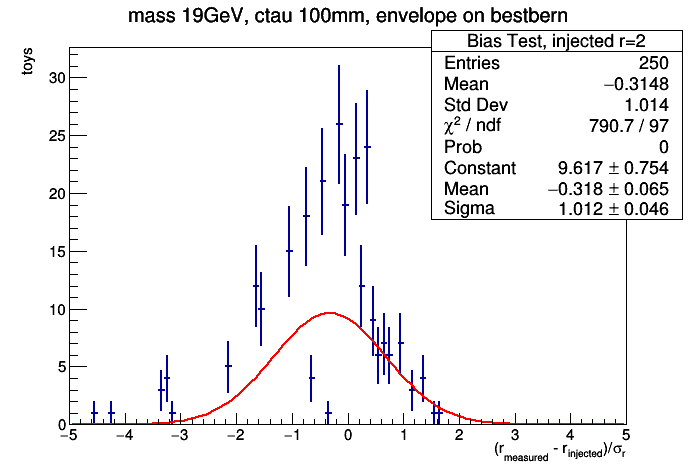 mass 19GeV, ctau 100mm, envelope on bestbern
Bias Test, injected r=2
Entries 250
Mean −0.3148
Std Dev 1.014
χ² / ndf 790.7 / 97
Prob 0
Constant 9.617 ± 0.754
Mean −0.318 ± 0.065
Sigma 1.012 ± 0.046
toys
30
25
20
15
10
5
0
−5 −4 −3 −2 −1 0 1 2 3 4 5
(r_measured - r_injected)/σ_r